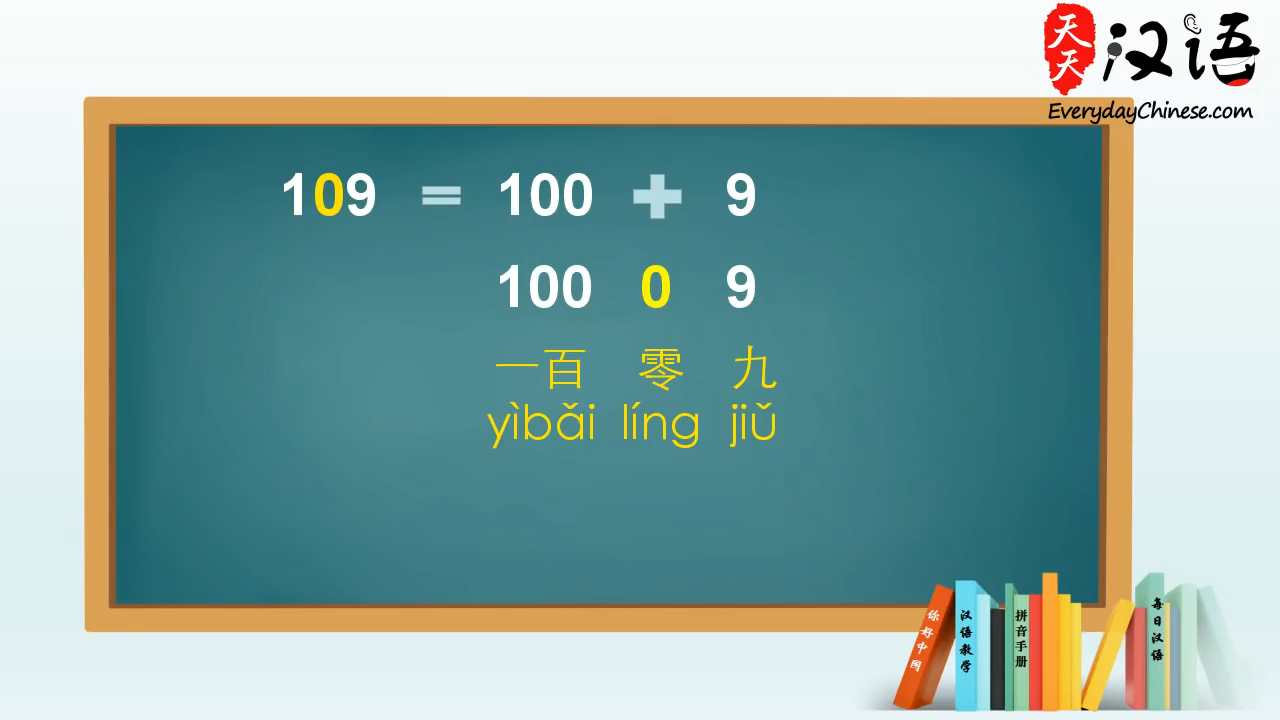 天天汉语
EverydayChinese.com
109 = 100 + 9
100 0 9
一百 零 九
yìbǎi líng jiǔ
你好中国
汉语教学
拼音手册
每日汉语